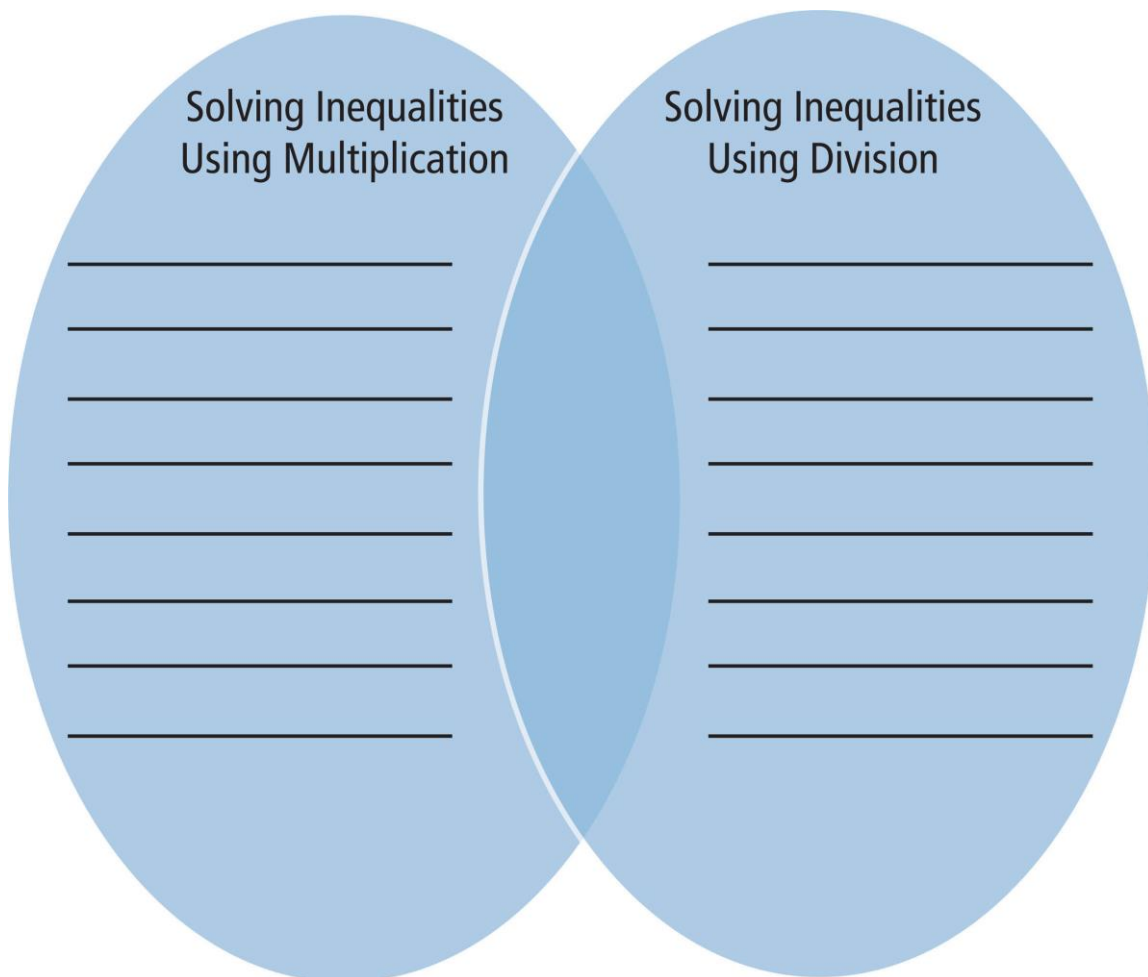 Solving Inequalities
Using Multiplication
Solving Inequalities
Using Division